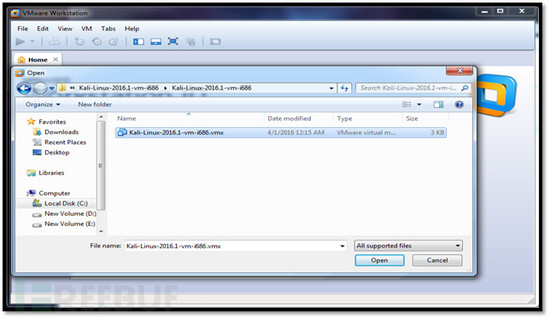 VMware Workstation
File Edit View VM Tabs Help
Home
Open
Kali-Linux-2016.1-vm-i686 Kali-Linux-2016.1-vm-i686 Search Kali-Linux-2016.1-vm-i...
Organize New folder
Name Date modified Type Size
Favorites
Downloads
Recent Places
Desktop
Libraries
Computer
Local Disk (C:)
New Volume (D:)
New Volume (E:)
Kali-Linux-2016.1-vm-i686.vmx 4/1/2016 12:15 AM VMware virtual m... 3 KB
File name: Kali-Linux-2016.1-vm-i686.vmx All supported files
Open Cancel
REEBUF